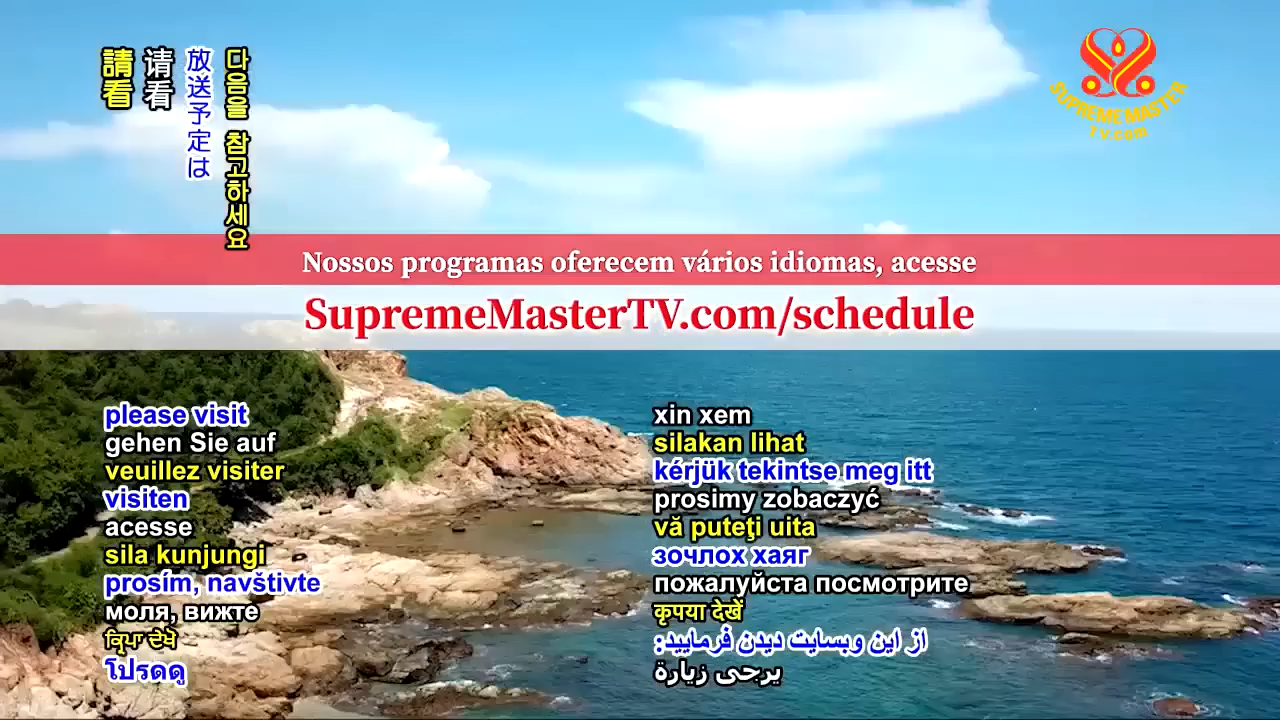 請看
请看
放送予定は
다음을 참고하세요
SUPREME MASTER
TV.com
Nossos programas oferecem vários idiomas, acesse
SupremeMasterTV.com/schedule
please visit
gehen Sie auf
veuillez visiter
visiten
acesse
sila kunjungi
prosím, navštivte
моля, вижте
ਕ੍ਰਿਪਾ ਦੇਖੋ
โปรดดู
xin xem
silakan lihat
kérjük tekintse meg itt
prosimy zobaczyć
vă puteţi uita
зочлох хаяг
пожалуйста посмотрите
कृपया देखें
از این وبسایت دیدن فرمایید:
يرجى زيارة